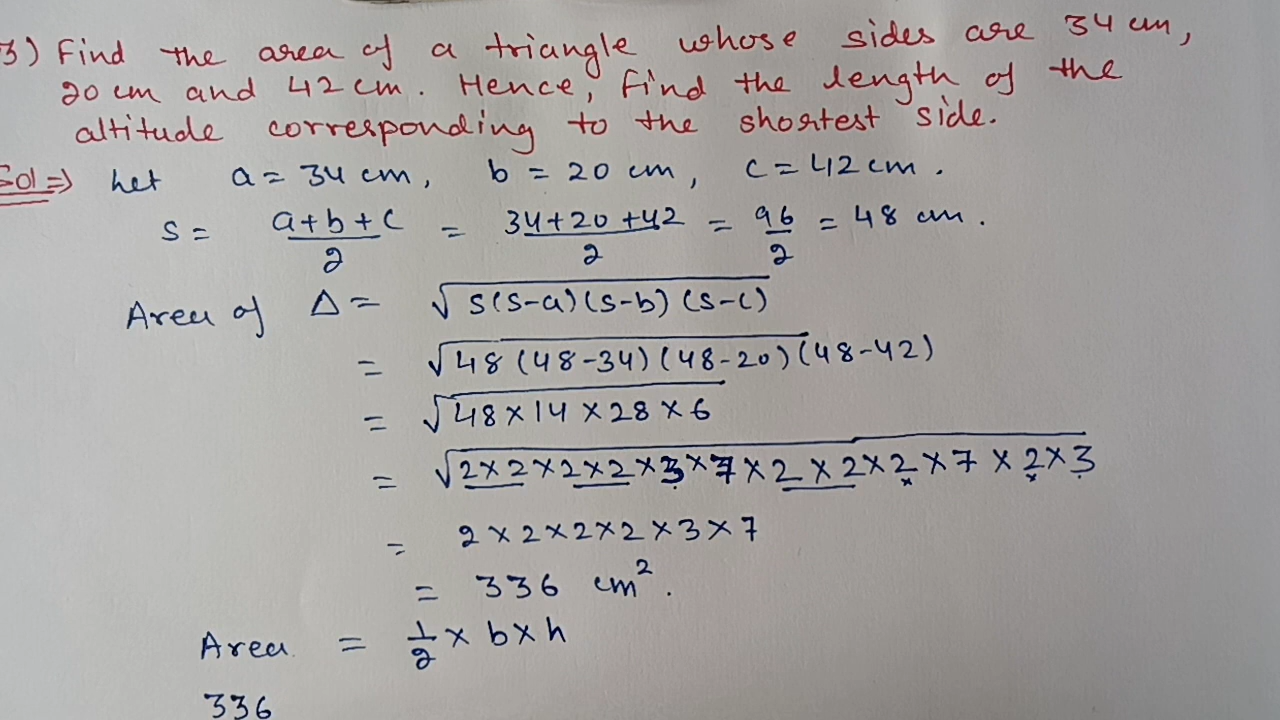 3) Find the area of a triangle whose sides are 34 cm,
20 cm and 42 cm. Hence, find the length of the
altitude corresponding to the shortest side.
Sol⇒ Let a = 34 cm, b = 20 cm, c = 42 cm.
S = (a+b+c)/2 = (34+20+42)/2 = 96/2 = 48 cm.
Area of Δ = √S(S-a)(S-b)(S-c)
= √48(48-34)(48-20)(48-42)
= √48×14×28×6
= √2×2×2×2×3×7×2×2×2×7×2×3
= 2×2×2×2×3×7
= 336 cm².
Area = 1/2 × b×h
336